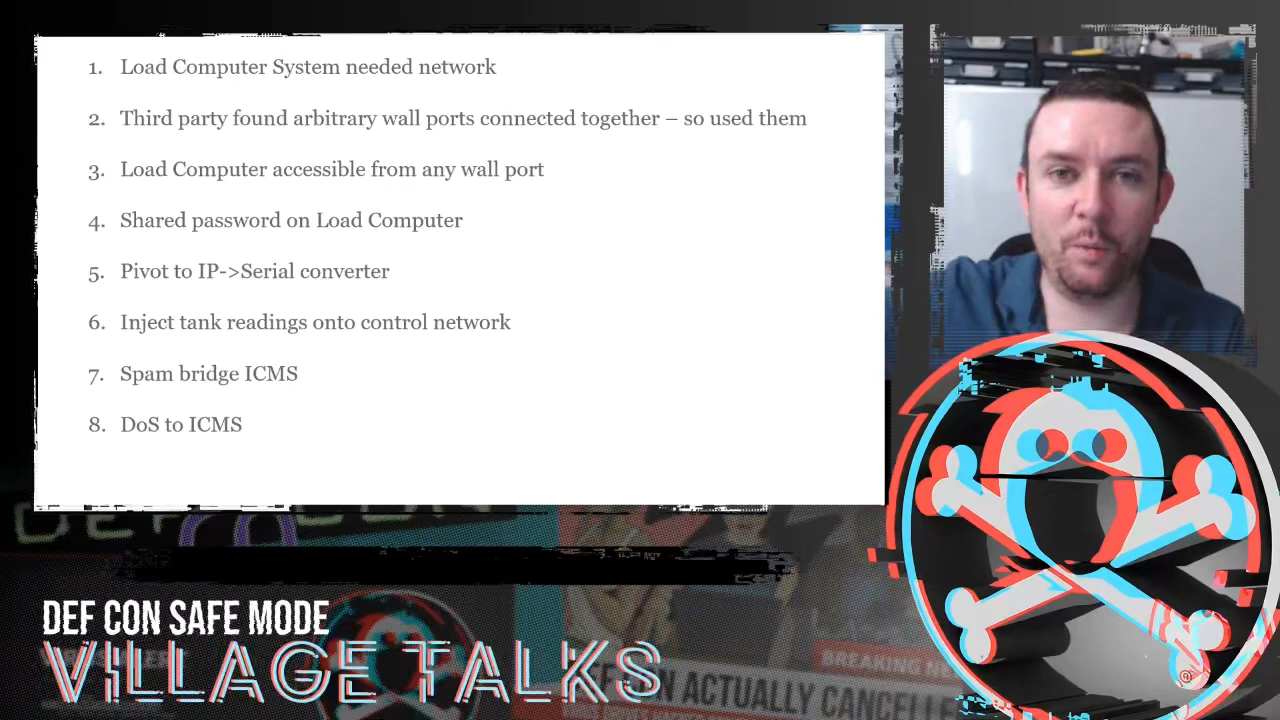 1. Load Computer System needed network
2. Third party found arbitrary wall ports connected together – so used them
3. Load Computer accessible from any wall port
4. Shared password on Load Computer
5. Pivot to IP->Serial converter
6. Inject tank readings onto control network
7. Spam bridge ICMS
8. DoS to ICMS
DEF CON
BREAKING
CON ACTUALLY
DEF CON SAFE MODE
VILLAGE TALKS